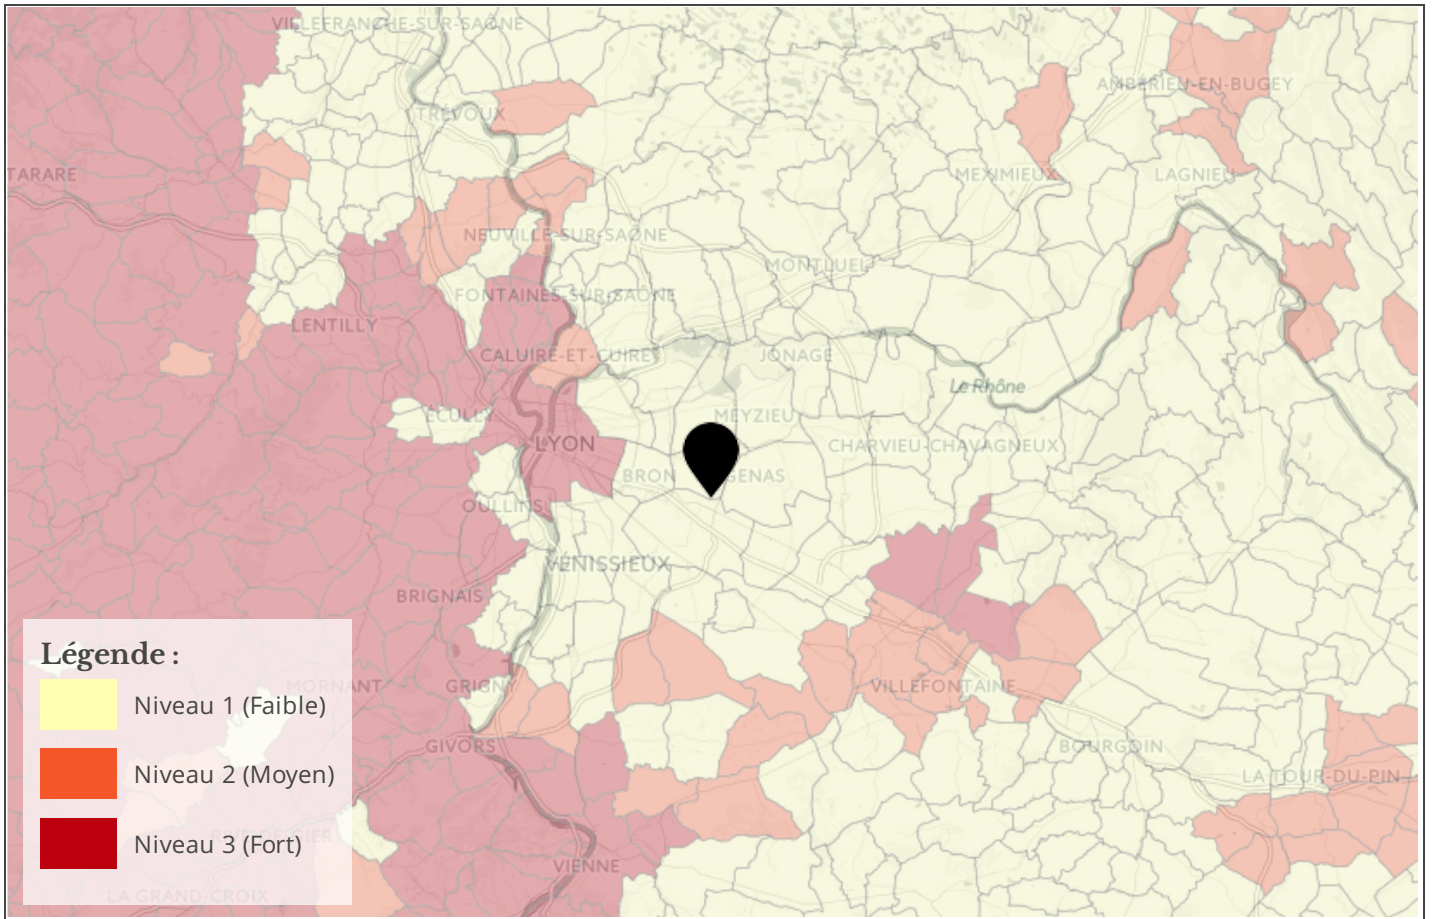 VILLEFRANCHE-SUR-SAÔNE
AMBÉRIEU-EN-BUGEY
TRÉVOUX
TARARE
MEXIMIEUX
LAGNIEU
NEUVILLE-SUR-SAÔNE
MONTLUEL
FONTAINES-SUR-SAÔNE
LENTILLY
CALUIRE-ET-CUIRE
JONAGE
Le Rhône
ÉCULLY
MEYZIEU
LYON
CHARVIEU-CHAVAGNEUX
BRON
GENAS
OULLINS
VÉNISSIEUX
BRIGNAIS
Légende :
MORNANT
GRIGNY
VILLEFONTAINE
Niveau 1 (Faible)
GIVORS
BOURGOIN
Niveau 2 (Moyen)
LA TOUR-DU-PIN
RIVE-DE-GIER
Niveau 3 (Fort)
VIENNE
LA GRAND-CROIX